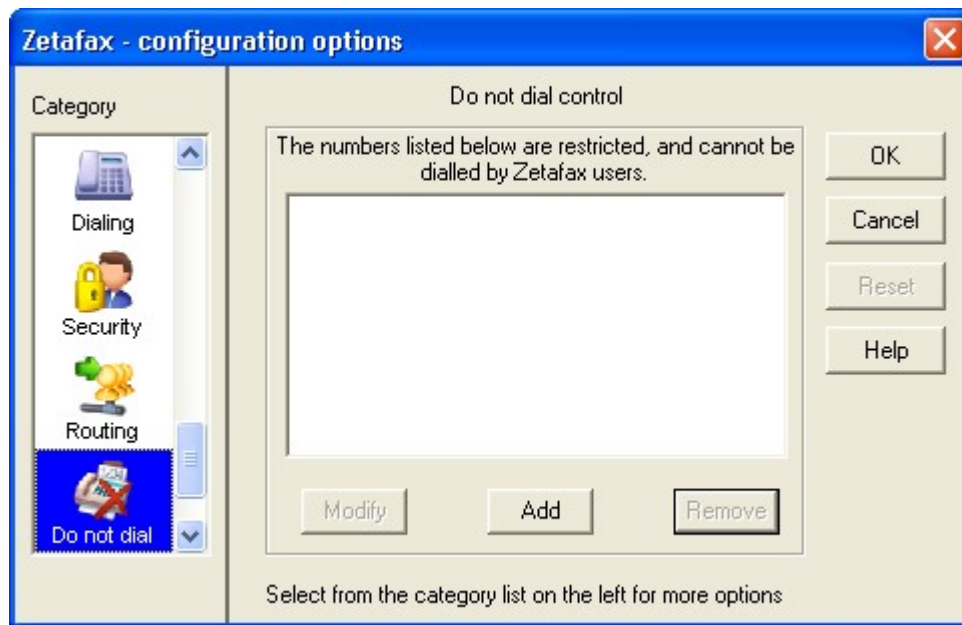 Zetafax - configuration options
Category
Dialing
Security
Routing
Do not dial
Do not dial control
The numbers listed below are restricted, and cannot be
dialled by Zetafax users.
Modify
Add
Remove
OK
Cancel
Reset
Help
Select from the category list on the left for more options